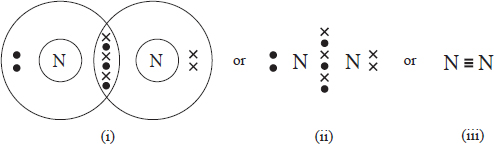 N N or N N or N≡N
(i) (ii) (iii)